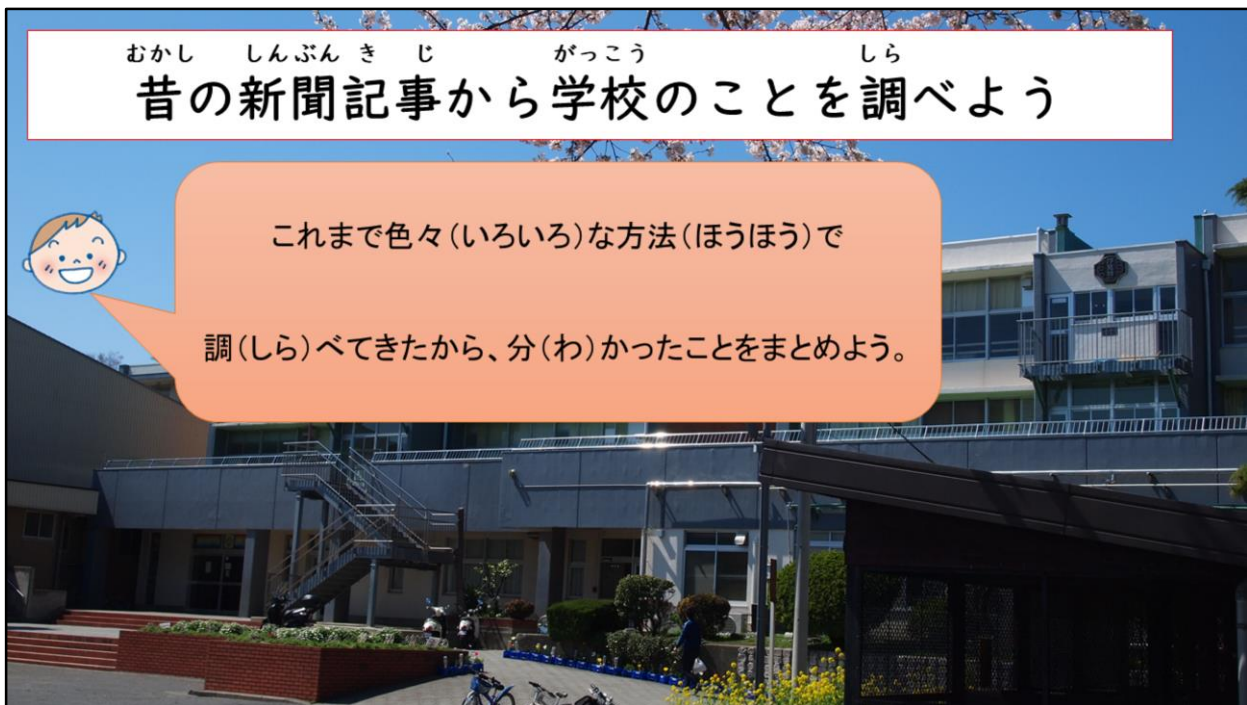 むかし しんぶん き じ がっこう しら
昔の新聞記事から学校のことを調べよう
これまで色々(いろいろ)な方法(ほうほう)で
調(しら)べてきたから、分(わ)かったことをまとめよう。